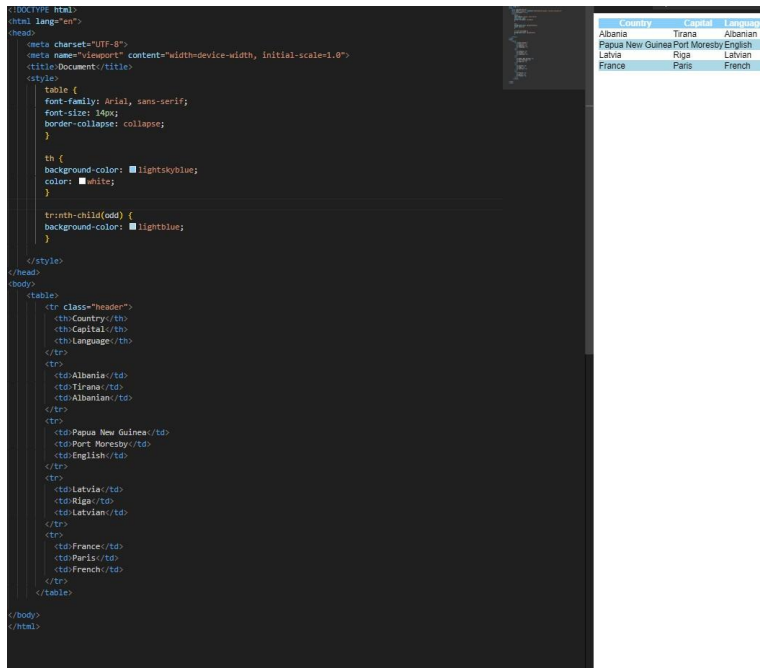 <!DOCTYPE html>
<html lang="en">
<head>
<meta charset="UTF-8">
<meta name="viewport" content="width=device-width, initial-scale=1.0">
<title>Document</title>
<style>
table {
font-family: Arial, sans-serif;
font-size: 14px;
border-collapse: collapse;
}
th {
background-color: lightskyblue;
color: white;
}
tr:nth-child(odd) {
background-color: lightblue;
}
</style>
</head>
<body>
<table>
<tr class="header">
<th>Country</th>
<th>Capital</th>
<th>Language</th>
</tr>
<tr>
<td>Albania</td>
<td>Tirana</td>
<td>Albanian</td>
</tr>
<tr>
<td>Papua New Guinea</td>
<td>Port Moresby</td>
<td>English</td>
</tr>
<tr>
<td>Latvia</td>
<td>Riga</td>
<td>Latvian</td>
</tr>
<tr>
<td>France</td>
<td>Paris</td>
<td>French</td>
</tr>
</table>
</body>
</html>
Country Capital Language
Albania Tirana Albanian
Papua New Guinea Port Moresby English
Latvia Riga Latvian
France Paris French